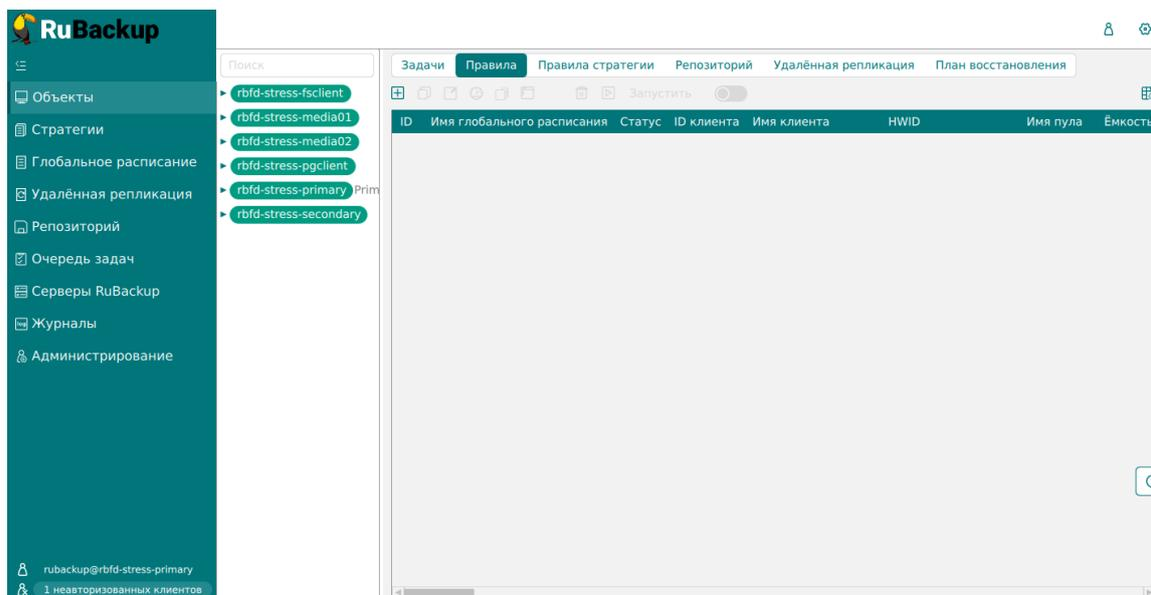 RuBackup
Объекты
Стратегии
Глобальное расписание
Удалённая репликация
Репозиторий
Очередь задач
Серверы RuBackup
Журналы
Администрирование
rubackup@rbfd-stress-primary
1 неавторизованных клиентов
Поиск
rbfd-stress-fsclient
rbfd-stress-media01
rbfd-stress-media02
rbfd-stress-pgclient
rbfd-stress-primary Prim
rbfd-stress-secondary
Задачи Правила Правила стратегии Репозиторий Удалённая репликация План восстановления
Запустить
ID Имя глобального расписания Статус ID клиента Имя клиента HWID Имя пула Ёмкость